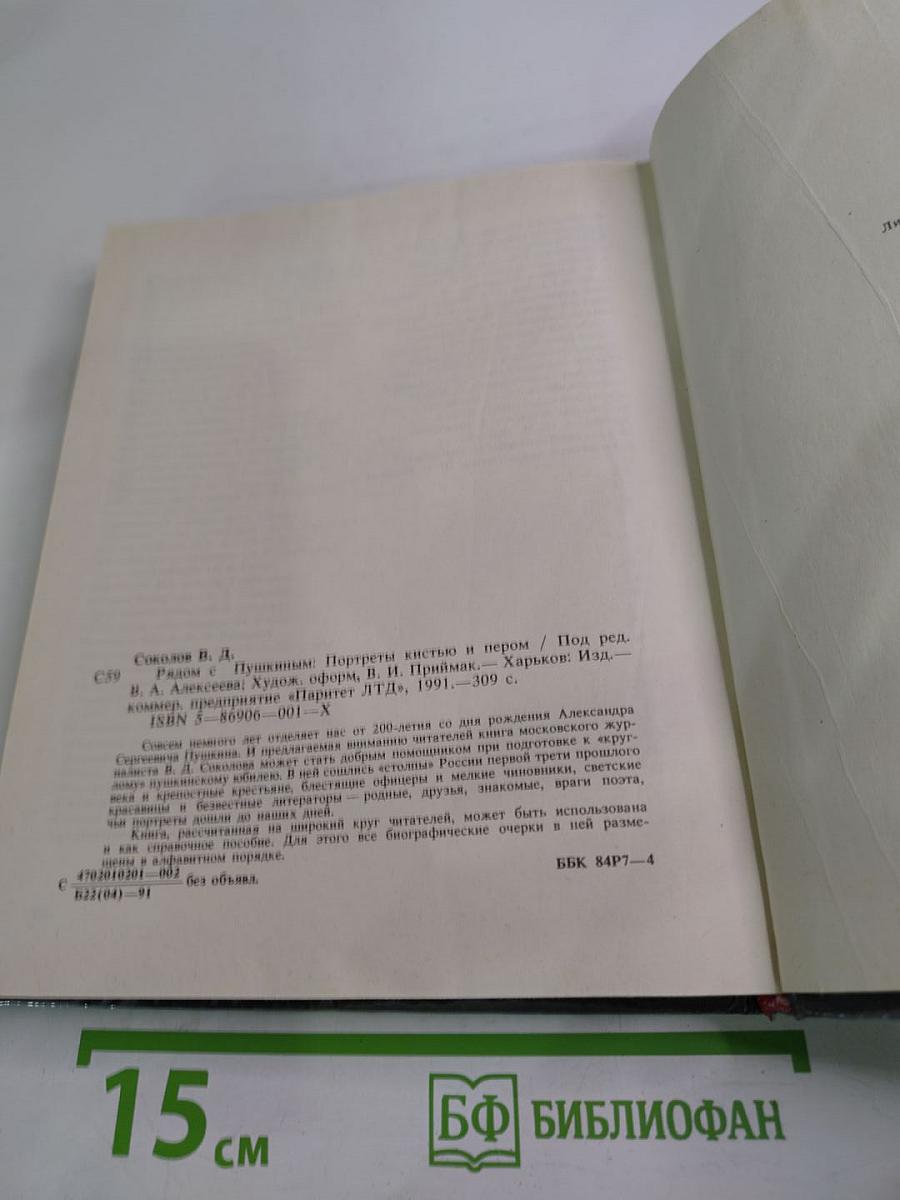 Соколов В. Д.
С59 Рядом с Пушкиным: Портреты кистью и пером / Под ред.
В. А. Алексеева; Худож. оформ, В. И. Приймак.— Харьков: Изд.—
коммер. предприятие «Паритет ЛТД», 1991.—309 с.
ISBN 5—86906—001—X
Совсем немного лет отделяет нас от 200-летия со дня рождения Александра
Сергеевича Пушкина. И предлагаемая вниманию читателей книга московского жур-
налиста В. Д. Соколова может стать добрым помощником при подготовке к «круг-
лому» пушкинскому юбилею. В ней сошлись «столпы» России первой трети прошлого
века и крепостные крестьяне, блестящие офицеры и мелкие чиновники, светские
красавицы и безвестные литераторы — родные, друзья, знакомые, враги поэта,
чьи портреты дошли до наших дней.
Книга, рассчитанная на широкий круг читателей, может быть использована
и как справочное пособие. Для этого все биографические очерки в ней разме-
щены в алфавитном порядке.
С 4702010201—002 без объявл.
Б22(04)—91
ББК 84Р7—4
Ли
15 см
БФ БИБЛИОФАН